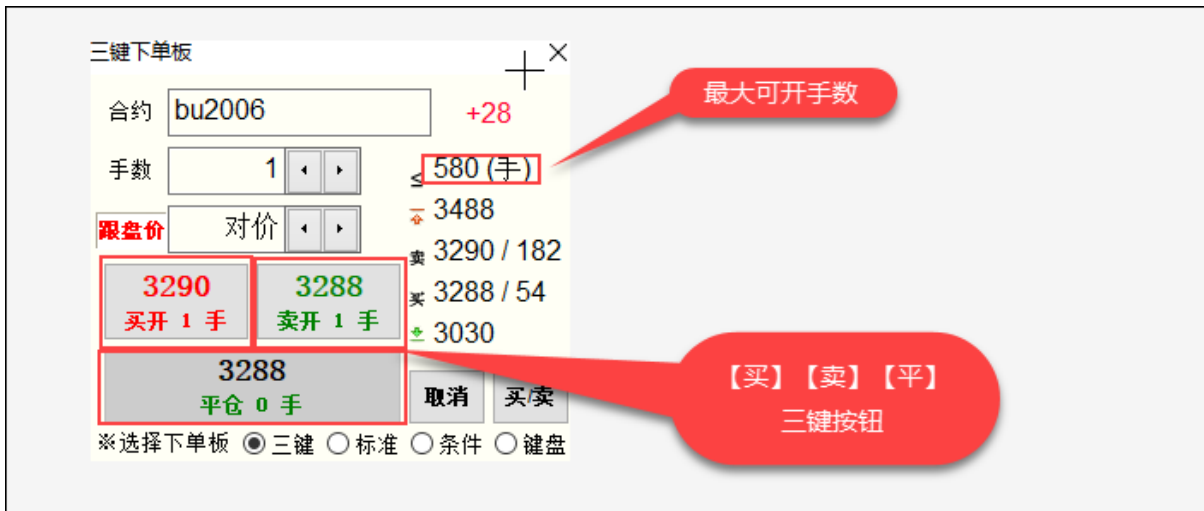 三键下单板
合约 bu2006 +28
手数 1 ≤ 580 (手)
跟盘价 对价 3488
卖 3290 / 182
3290 3288 买 3288 / 54
买开 1 手 卖开 1 手 3030
3288
平仓 0 手 取消 买/卖
※选择下单板 三键 标准 条件 键盘
最大可开手数
【买】【卖】【平】
三键按钮